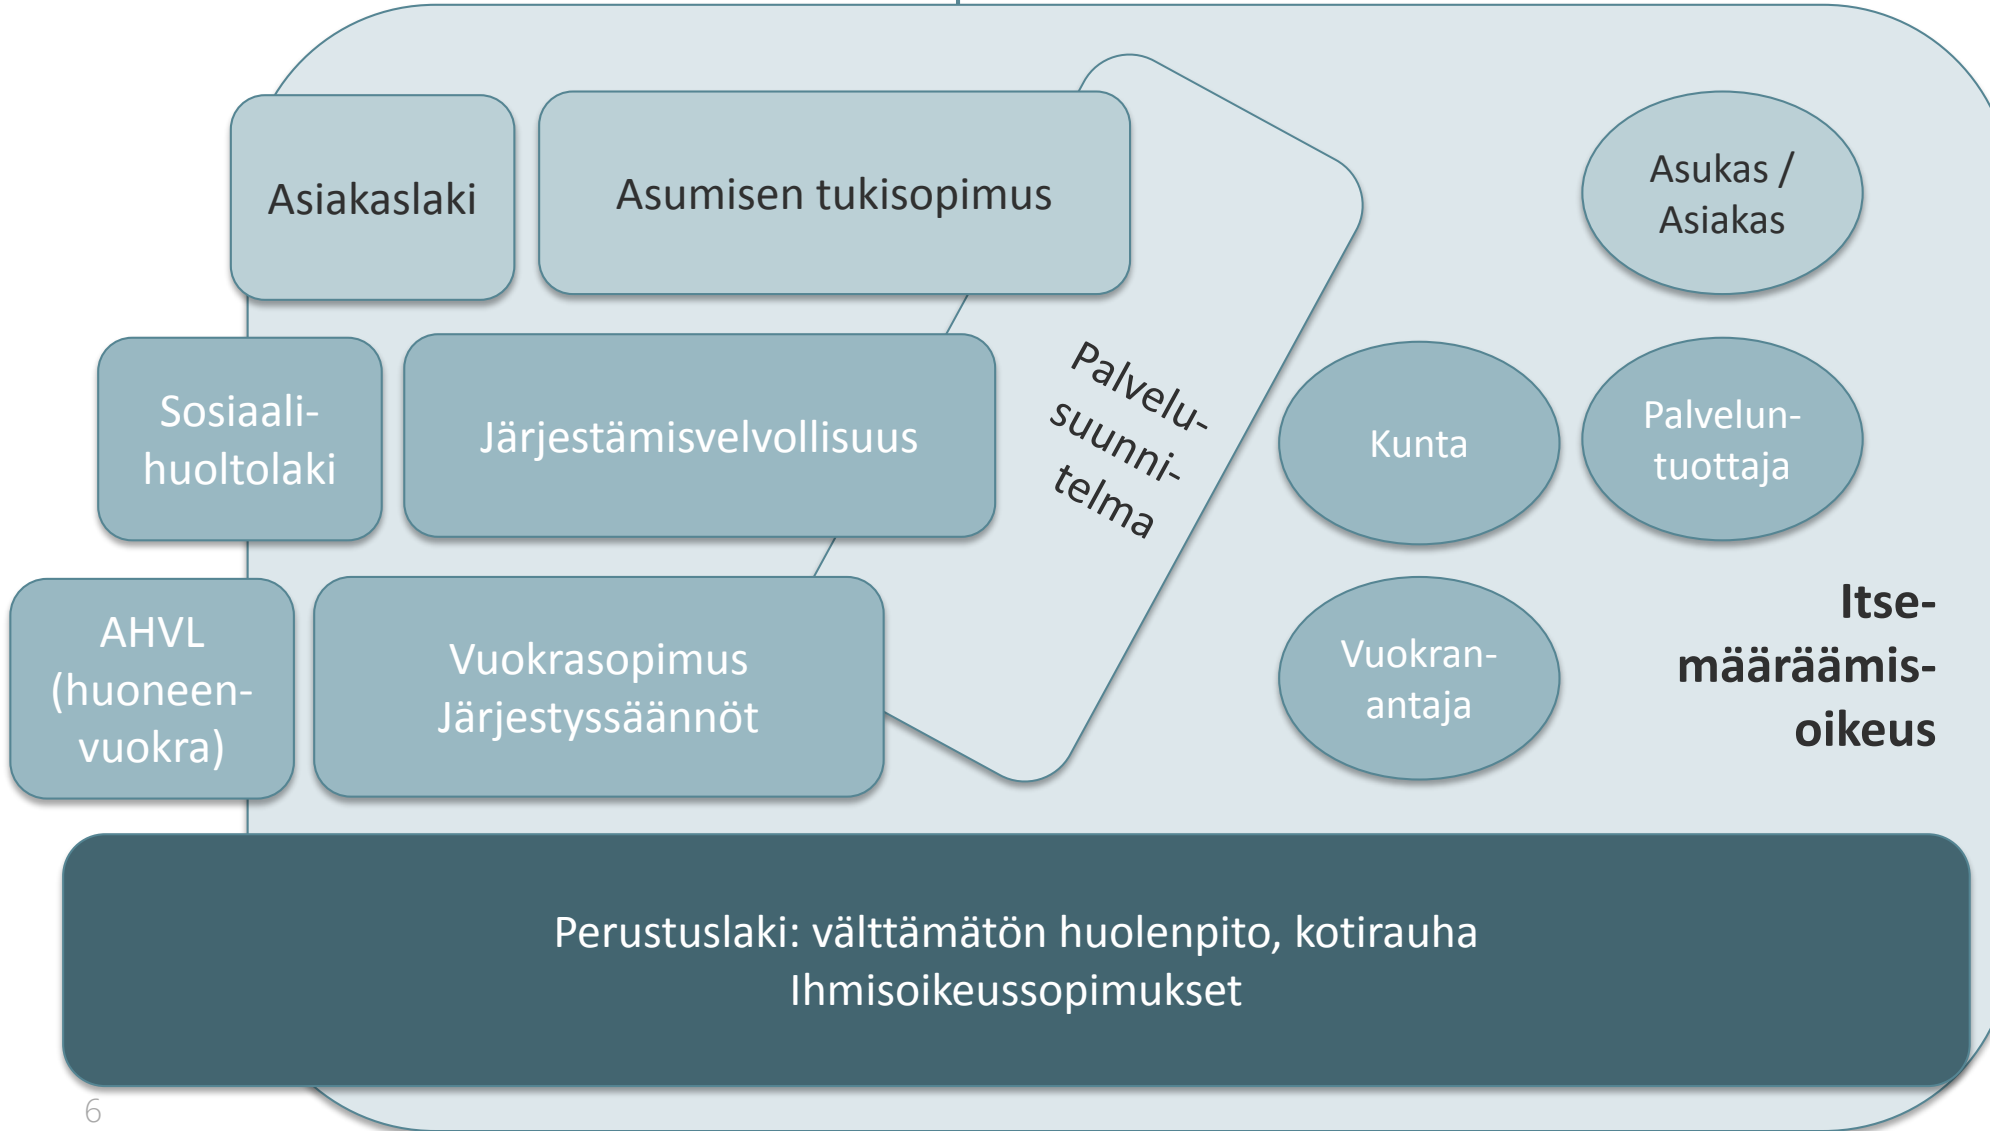 Asiakaslaki
Asumisen tukisopimus
Asukas /
Asiakas
Sosiaali-
huoltolaki
Järjestämisvelvollisuus
Palvelu-
suunni-
telma
Kunta
Palvelun-
tuottaja
AHVL
(huoneen-
vuokra)
Vuokrasopimus
Järjestyssäännöt
Vuokran-
antaja
Itse-
määräämis-
oikeus
Perustuslaki: välttämätön huolenpito, kotirauha
Ihmisoikeussopimukset
6